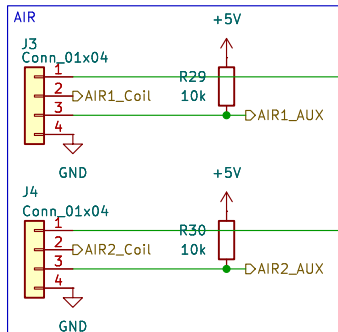 AIR
+5V
J3
Conn_01x04
1
R29
2
AIR1_Coil
10k
3
AIR1_AUX
4
GND
+5V
J4
Conn_01x04
1
R30
2
AIR2_Coil
10k
3
AIR2_AUX
4
GND